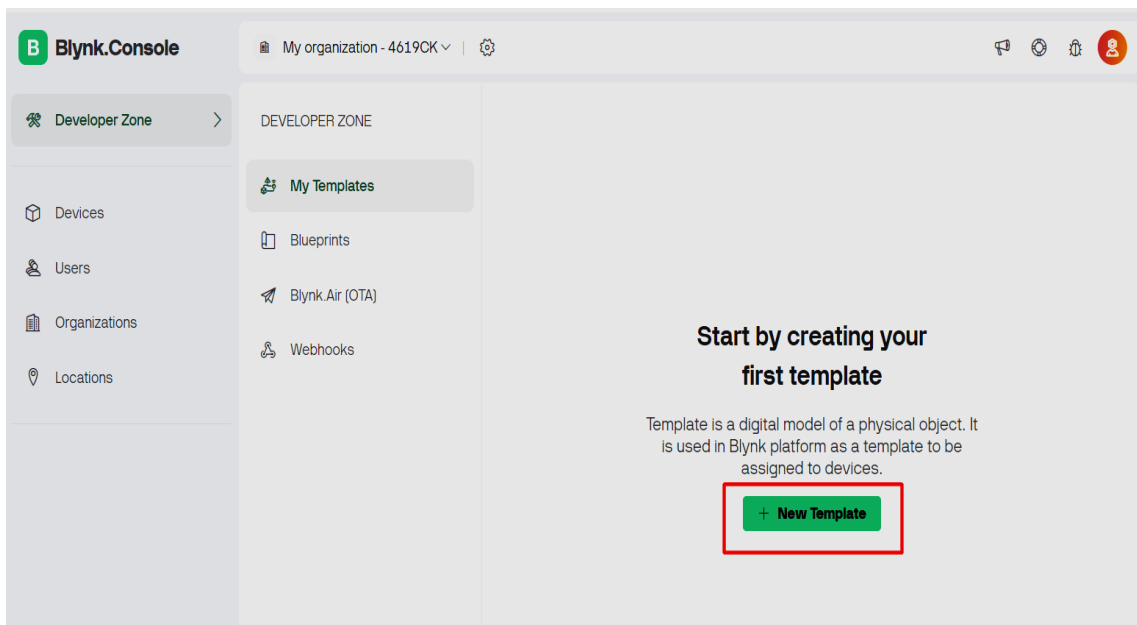 B Blynk.Console
My organization - 4619CK
Developer Zone
Devices
Users
Organizations
Locations
DEVELOPER ZONE
My Templates
Blueprints
Blynk.Air (OTA)
Webhooks
Start by creating your
first template
Template is a digital model of a physical object. It
is used in Blynk platform as a template to be
assigned to devices.
+ New Template